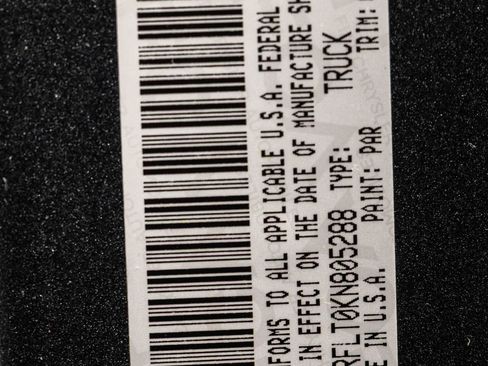 FORMS TO ALL APPLICABLE U.S.A. FEDERAL
IN EFFECT ON THE DATE OF MANUFACTURE SH
RFLT0KN805288 TYPE: TRUCK
E IN U.S.A. PAINT: PAR TRIM: